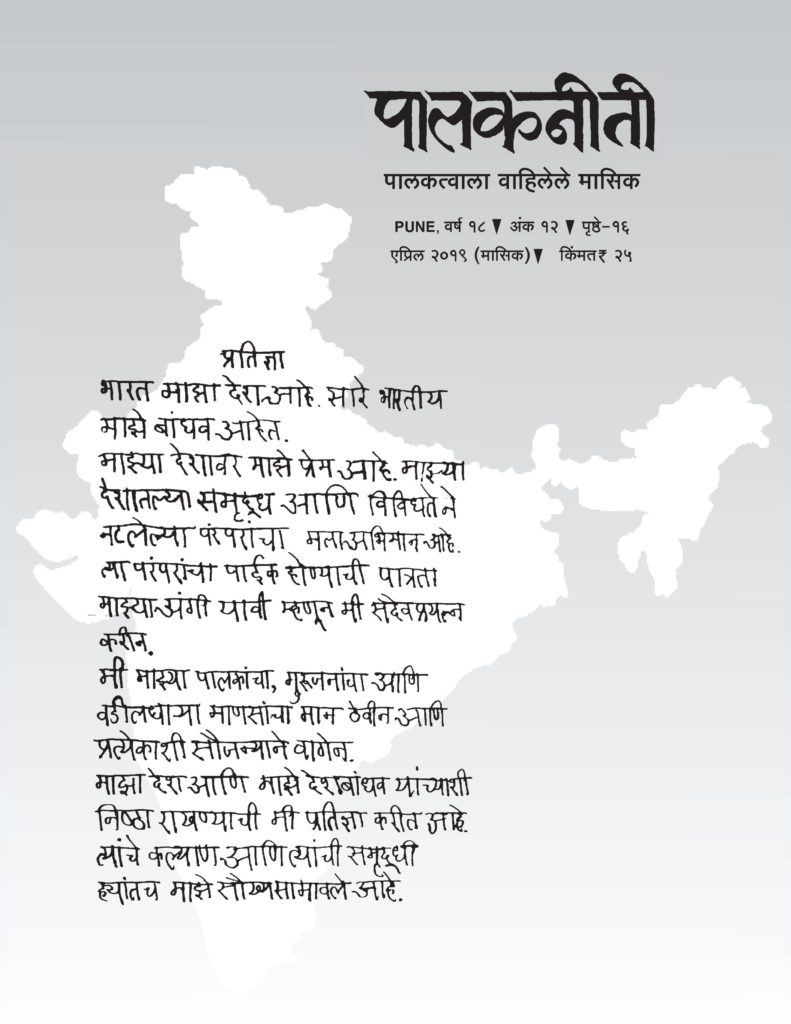 पालकनीती
पालकत्वाला वाहिलेले मासिक
PUNE, वर्ष १८ ▼ अंक १२ ▼ पृष्ठे-१६
एप्रिल २०१९ (मासिक) ▼ किंमत ₹ २५
प्रतिज्ञा
भारत माझा देश आहे. सारे भारतीय
माझे बांधव आहेत.
माझ्या देशावर माझे प्रेम आहे. माझ्या
देशातल्या समृद्ध आणि विविधतेने
नटलेल्या परंपरांचा मला अभिमान आहे.
त्या परंपरांचा पाईक होण्याची पात्रता
माझ्या अंगी यावी म्हणून मी सदैव प्रयत्न
करीन.
मी माझ्या पालकांचा, गुरुजनांचा आणि
वडीलधाऱ्या माणसांचा मान ठेवीन आणि
प्रत्येकाशी सौजन्याने वागेन.
माझा देश आणि माझे देशबांधव यांच्याशी
निष्ठा राखण्याची मी प्रतिज्ञा करीत आहे.
त्यांचे कल्याण आणि त्यांची समृद्धी
ह्यांतच माझे सौख्य सामावले आहे.